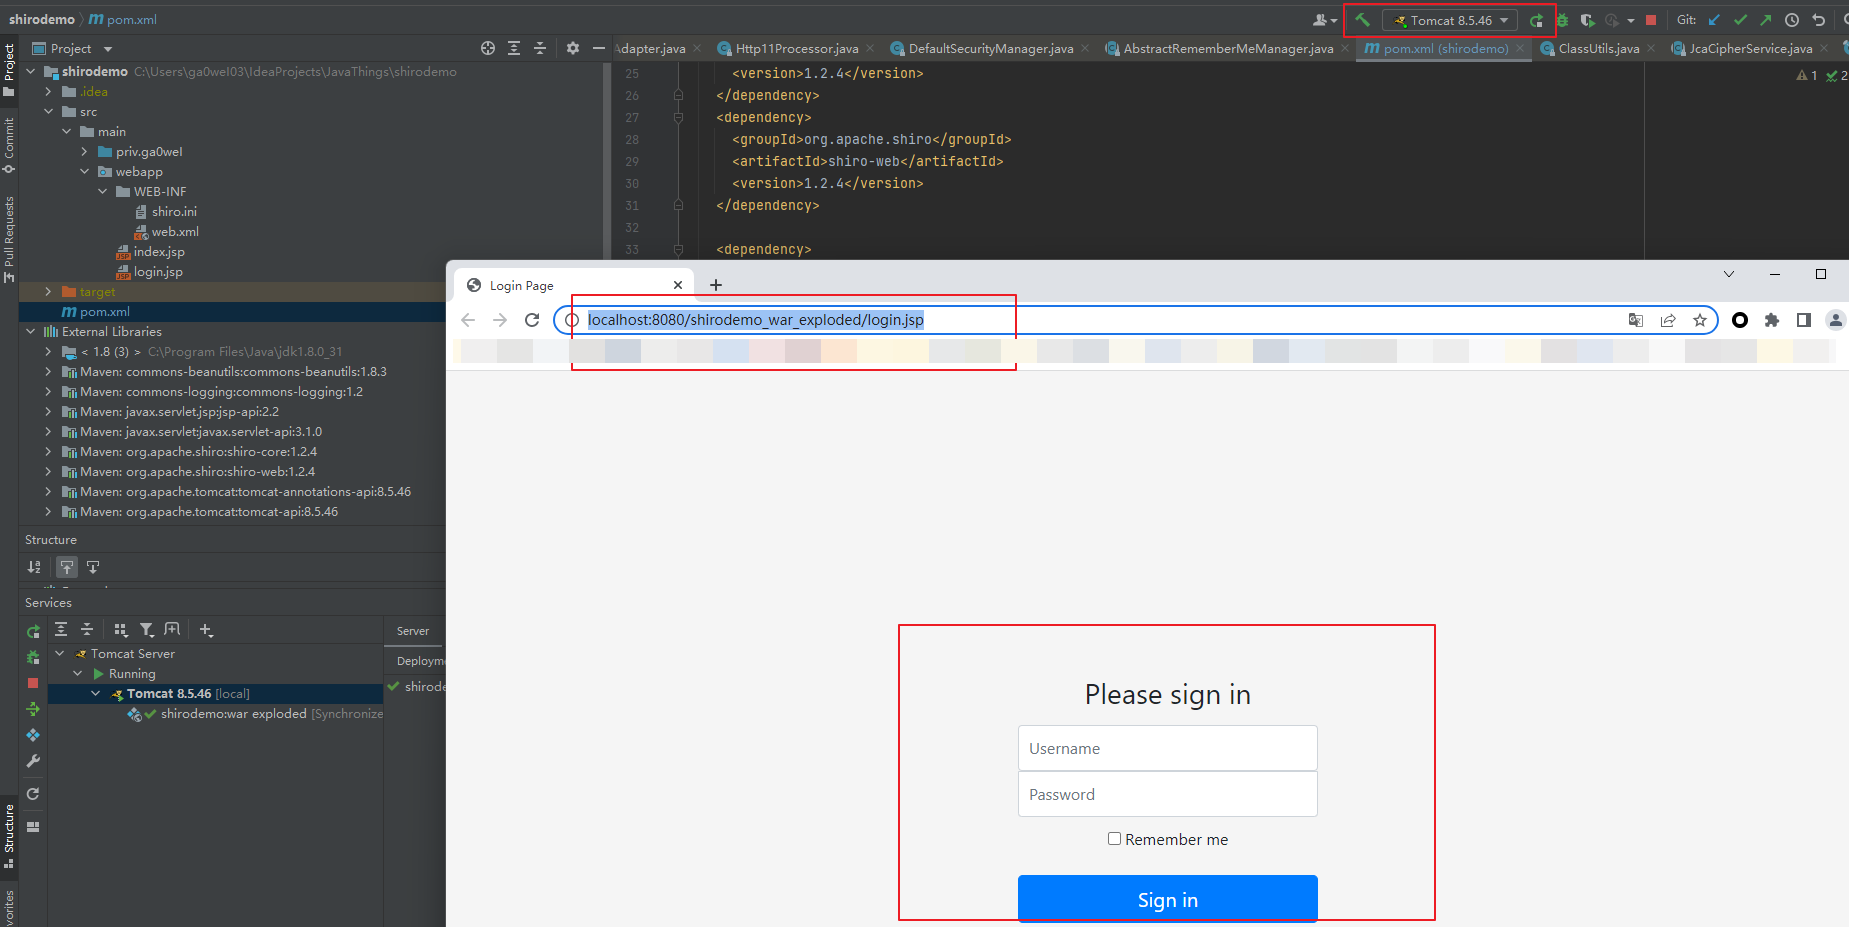 shirodemo pom.xml
Tomcat 8.5.46
Git:
Project
Adapter.java
Http11Processor.java
DefaultSecurityManager.java
AbstractRememberMeManager.java
pom.xml (shirodemo)
ClassUtils.java
JcaCipherService.java
Project
Commit
Pull Requests
Structure
shirodemo C:\Users\ga0weI03\IdeaProjects\JavaThings\shirodemo
.idea
src
main
priv.ga0weI
webapp
WEB-INF
shiro.ini
web.xml
index.jsp
login.jsp
target
pom.xml
External Libraries
< 1.8 (3) > C:\Program Files\Java\jdk1.8.0_31
Maven: commons-beanutils:commons-beanutils:1.8.3
Maven: commons-logging:commons-logging:1.2
Maven: javax.servlet.jsp:jsp-api:2.2
Maven: javax.servlet:javax.servlet-api:3.1.0
Maven: org.apache.shiro:shiro-core:1.2.4
Maven: org.apache.shiro:shiro-web:1.2.4
Maven: org.apache.tomcat:tomcat-annotations-api:8.5.46
Maven: org.apache.tomcat:tomcat-api:8.5.46
25 <version>1.2.4</version>
26 </dependency>
27 <dependency>
28 <groupId>org.apache.shiro</groupId>
29 <artifactId>shiro-web</artifactId>
30 <version>1.2.4</version>
31 </dependency>
32
33 <dependency>
1 2
Structure
Services
Server
Tomcat Server
Running
Tomcat 8.5.46 [local]
shirodemo:war exploded [Synchronize
Deploym
shirode
Login Page
localhost:8080/shirodemo_war_exploded/login.jsp
Please sign in
Username
Password
Remember me
Sign in